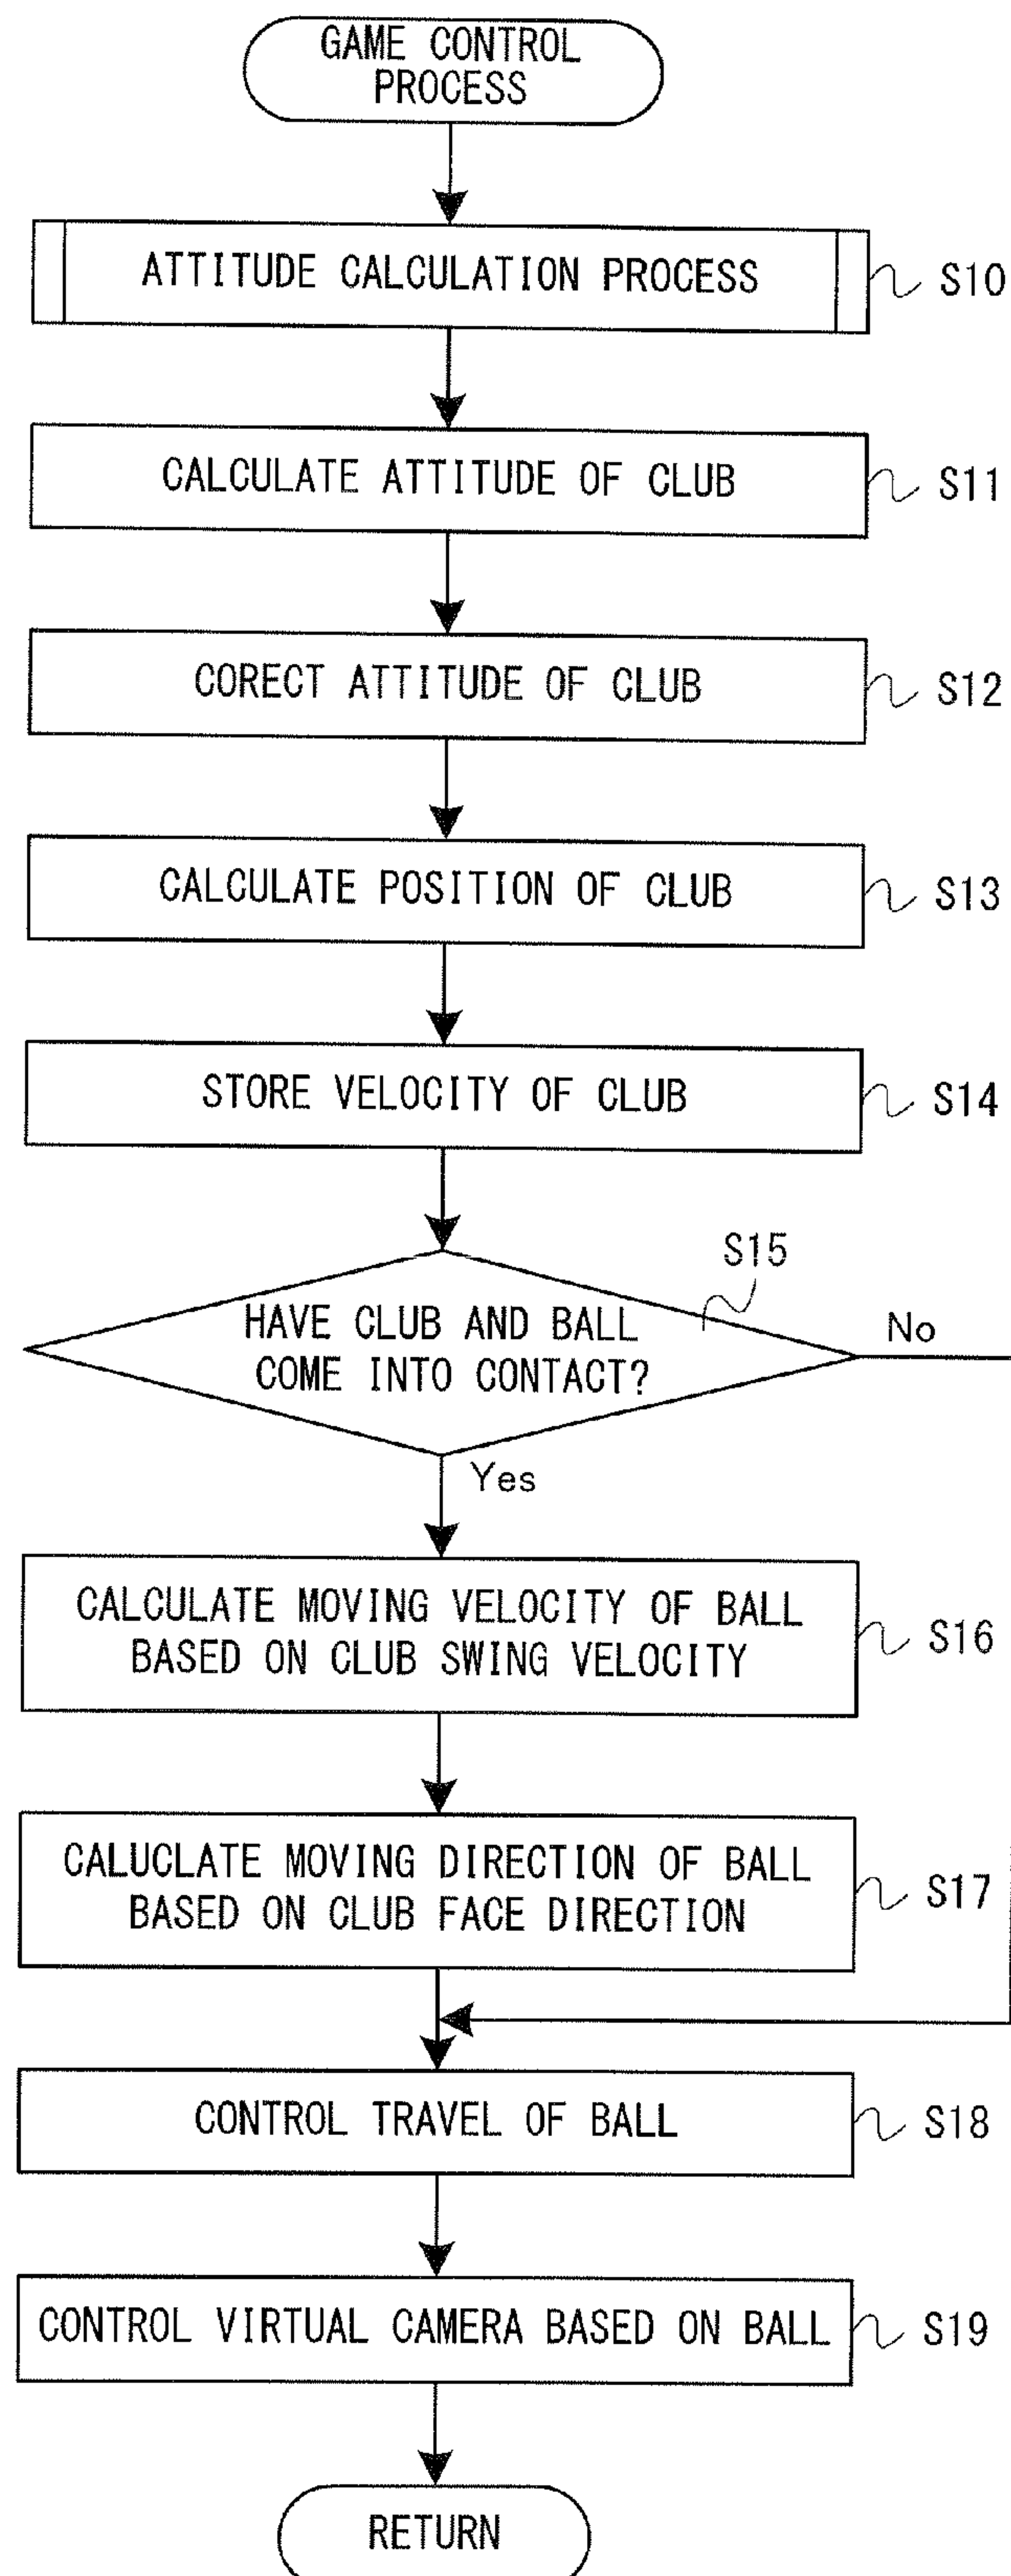 GAME CONTROL
PROCESS
ATTITUDE CALCULATION PROCESS
S10
CALCULATE ATTITUDE OF CLUB
S11
CORECT ATTITUDE OF CLUB
S12
CALCULATE POSITION OF CLUB
S13
STORE VELOCITY OF CLUB
S14
S15
HAVE CLUB AND BALL
COME INTO CONTACT?
No
Yes
CALCULATE MOVING VELOCITY OF BALL
BASED ON CLUB SWING VELOCITY
S16
CALUCLATE MOVING DIRECTION OF BALL
BASED ON CLUB FACE DIRECTION
S17
CONTROL TRAVEL OF BALL
S18
CONTROL VIRTUAL CAMERA BASED ON BALL
S19
RETURN